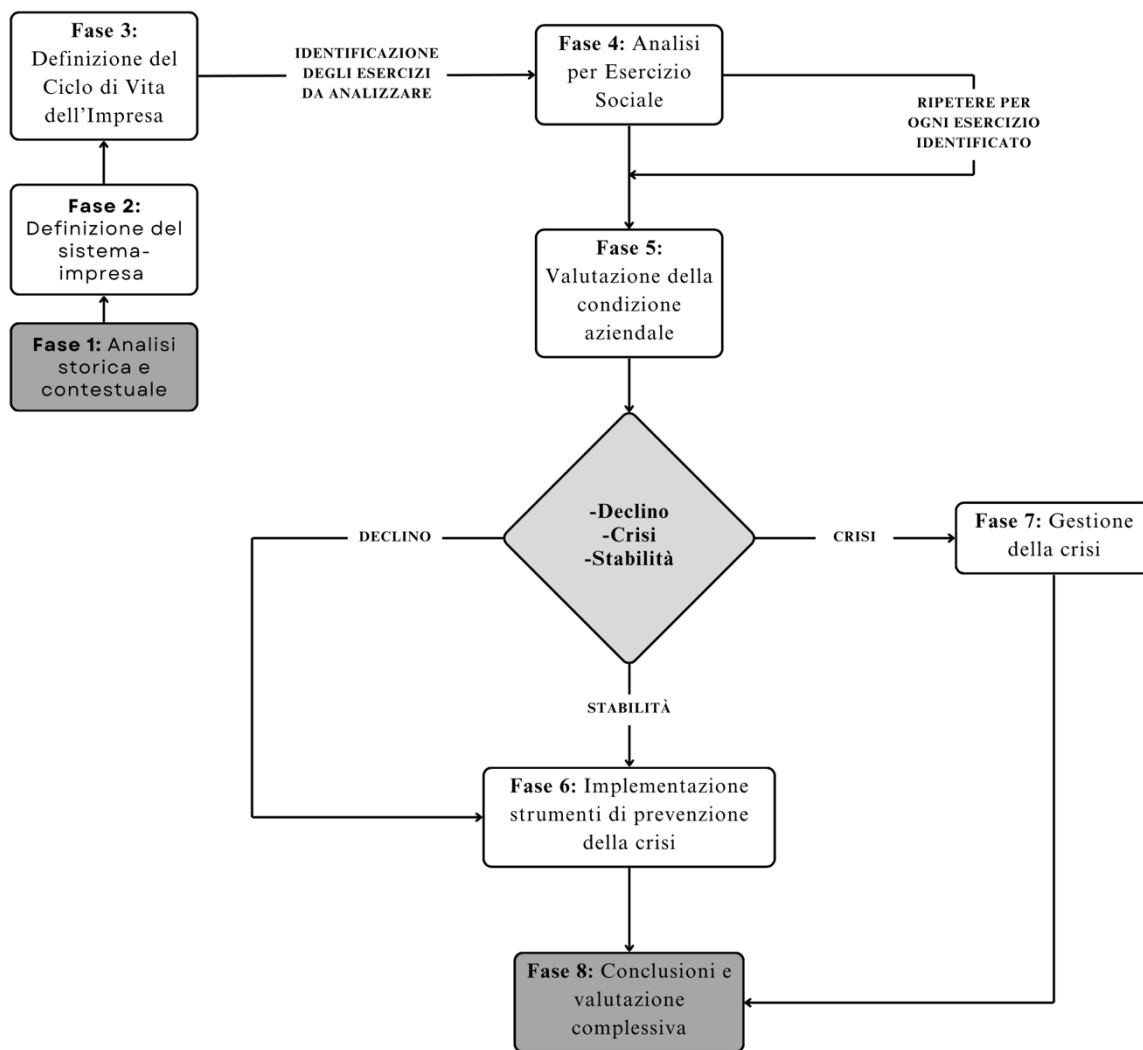 Fase 1: Analisi
storica e
contestuale
Fase 2:
Definizione del
sistema-
impresa
Fase 3:
Definizione del
Ciclo di Vita
dell'Impresa
IDENTIFICAZIONE
DEGLI ESERCIZI
DA ANALIZZARE
Fase 4: Analisi
per Esercizio
Sociale
RIPETERE PER
OGNI ESERCIZIO
IDENTIFICATO
Fase 5:
Valutazione della
condizione
aziendale
-Declino
-Crisi
-Stabilità
DECLINO
CRISI
STABILITÀ
Fase 7: Gestione
della crisi
Fase 6: Implementazione
strumenti di prevenzione
della crisi
Fase 8: Conclusioni e
valutazione
complessiva